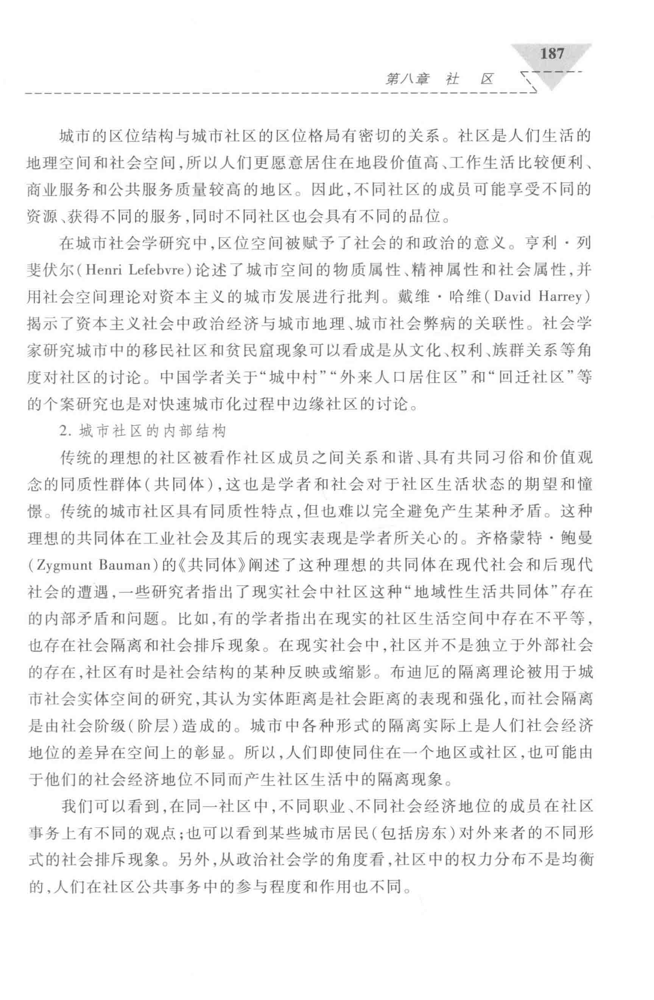 187
第八章 社 区
城市的区位结构与城市社区的区位格局有密切的关系。社区是人们生活的
地理空间和社会空间,所以人们更愿意居住在地段价值高、工作生活比较便利、
商业服务和公共服务质量较高的地区。因此,不同社区的成员可能享受不同的
资源、获得不同的服务,同时不同社区也会具有不同的品位。
在城市社会学研究中,区位空间被赋予了社会的和政治的意义。亨利·列
斐伏尔(Henri Lefebvre)论述了城市空间的物质属性、精神属性和社会属性,并
用社会空间理论对资本主义的城市发展进行批判。戴维·哈维(David Harrey)
揭示了资本主义社会中政治经济与城市地理、城市社会弊病的关联性。社会学
家研究城市中的移民社区和贫民窟现象可以看成是从文化、权利、族群关系等角
度对社区的讨论。中国学者关于“城中村”“外来人口居住区”和“回迁社区”等
的个案研究也是对快速城市化过程中边缘社区的讨论。
2. 城市社区的内部结构
传统的理想的社区被看作社区成员之间关系和谐、具有共同习俗和价值观
念的同质性群体(共同体),这也是学者和社会对于社区生活状态的期望和憧
憬。传统的城市社区具有同质性特点,但也难以完全避免产生某种矛盾。这种
理想的共同体在工业社会及其后的现实表现是学者所关心的。齐格蒙特·鲍曼
(Zygmunt Bauman)的《共同体》阐述了这种理想的共同体在现代社会和后现代
社会的遭遇,一些研究者指出了现实社会中社区这种“地域性生活共同体”存在
的内部矛盾和问题。比如,有的学者指出在现实的社区生活空间中存在不平等,
也存在社会隔离和社会排斥现象。在现实社会中,社区并不是独立于外部社会
的存在,社区有时是社会结构的某种反映或缩影。布迪厄的隔离理论被用于城
市社会实体空间的研究,其认为实体距离是社会距离的表现和强化,而社会隔离
是由社会阶级(阶层)造成的。城市中各种形式的隔离实际上是人们社会经济
地位的差异在空间上的彰显。所以,人们即使同住在一个地区或社区,也可能由
于他们的社会经济地位不同而产生社区生活中的隔离现象。
我们可以看到,在同一社区中,不同职业、不同社会经济地位的成员在社区
事务上有不同的观点;也可以看到某些城市居民(包括房东)对外来者的不同形
式的社会排斥现象。另外,从政治社会学的角度看,社区中的权力分布不是均衡
的,人们在社区公共事务中的参与程度和作用也不同。